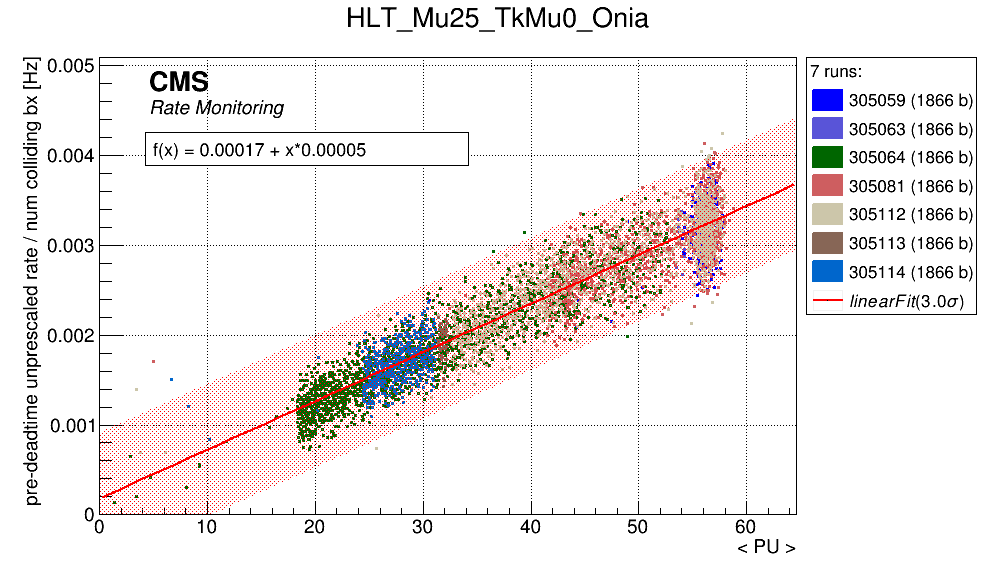 HLT_Mu25_TkMu0_Onia
pre-deadtime unprescaled rate / num colliding bx [Hz]
0.005
0.004
0.003
0.002
0.001
0
CMS
Rate Monitoring
f(x) = 0.00017 + x*0.00005
0 10 20 30 40 50 60
< PU >
7 runs:
305059 (1866 b)
305063 (1866 b)
305064 (1866 b)
305081 (1866 b)
305112 (1866 b)
305113 (1866 b)
305114 (1866 b)
linearFit(3.0σ)